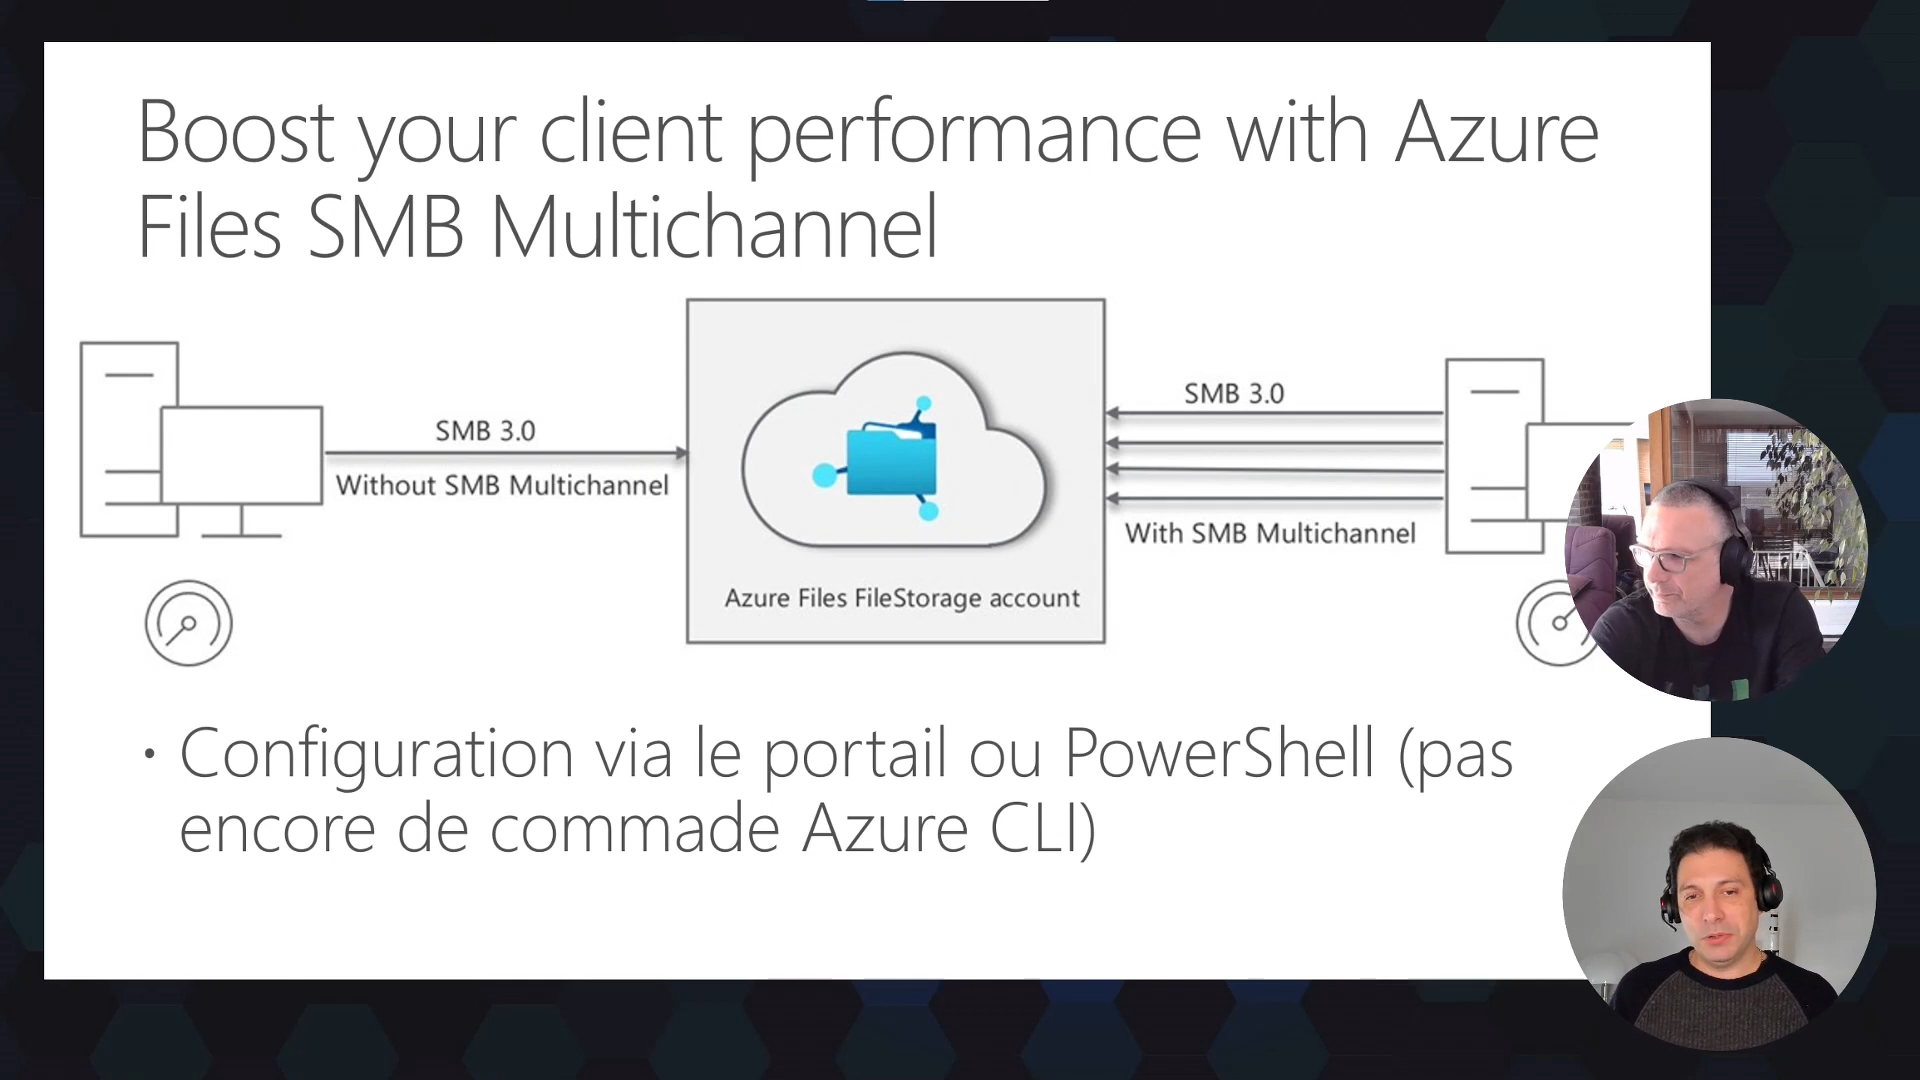 Boost your client performance with Azure
Files SMB Multichannel
SMB 3.0
Without SMB Multichannel
Azure Files FileStorage account
SMB 3.0
With SMB Multichannel
• Configuration via le portail ou PowerShell (pas
encore de commade Azure CLI)